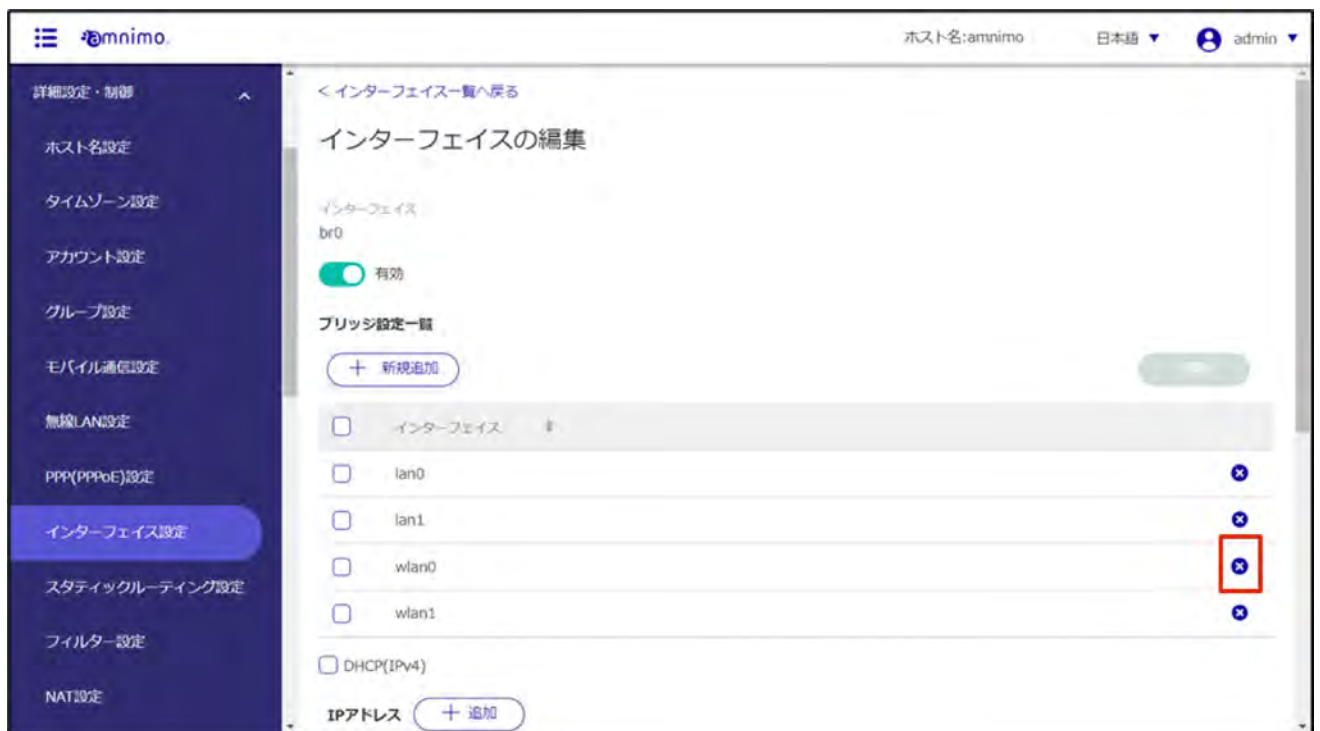 amnimo
ホスト名:amnimo
日本語 ▼
admin ▼
詳細設定・制御
ホスト名設定
タイムゾーン設定
アカウント設定
グループ設定
モバイル通信設定
無線LAN設定
PPP(PPPoE)設定
インターフェイス設定
スタティックルーティング設定
フィルター設定
NAT設定
< インターフェイス一覧へ戻る
インターフェイスの編集
インターフェイス
br0
有効
ブリッジ設定一覧
+ 新規追加
インターフェイス
lan0
lan1
wlan0
wlan1
DHCP(IPv4)
IPアドレス + 追加